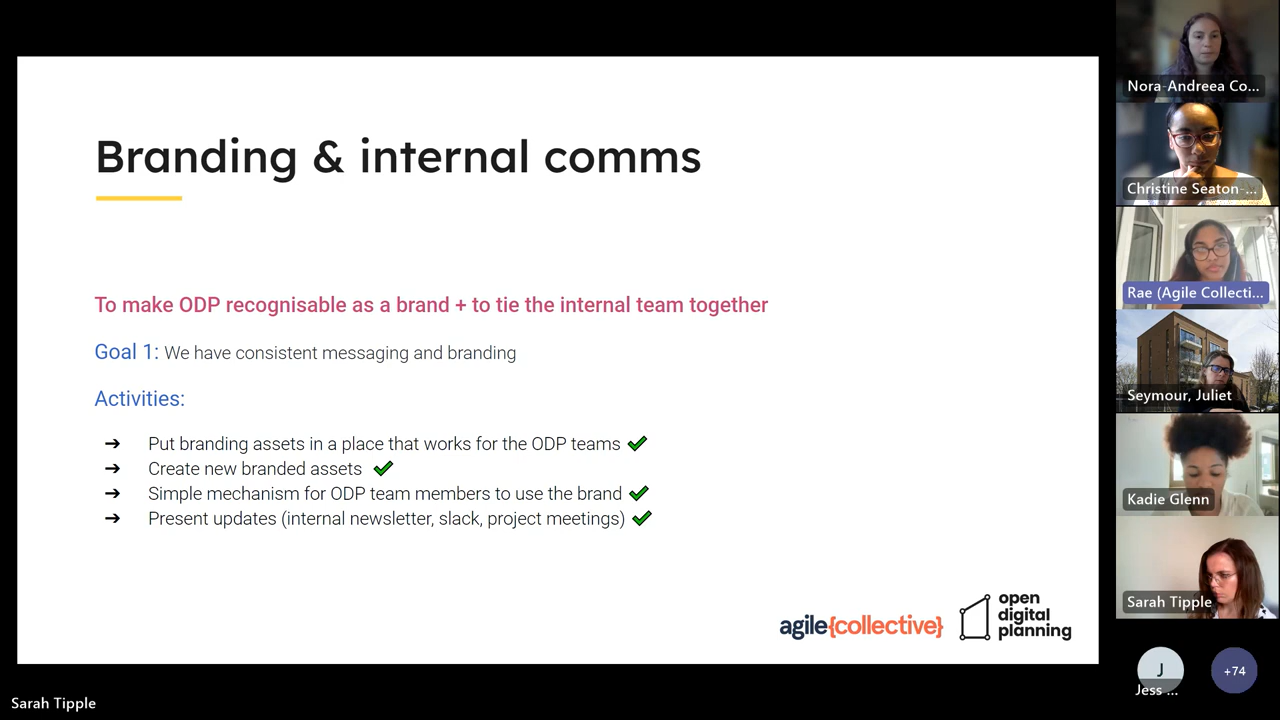 Branding & internal comms
To make ODP recognisable as a brand + to tie the internal team together
Goal 1: We have consistent messaging and branding
Activities:
➔ Put branding assets in a place that works for the ODP teams ✔
➔ Create new branded assets ✔
➔ Simple mechanism for ODP team members to use the brand ✔
➔ Present updates (internal newsletter, slack, project meetings) ✔
agile{collective}
open
digital
planning
Nora-Andreea Co...
Christine Seaton-...
Rae (Agile Collecti...
Seymour, Juliet
Kadie Glenn
Sarah Tipple
J
Jess ...
+74
Sarah Tipple